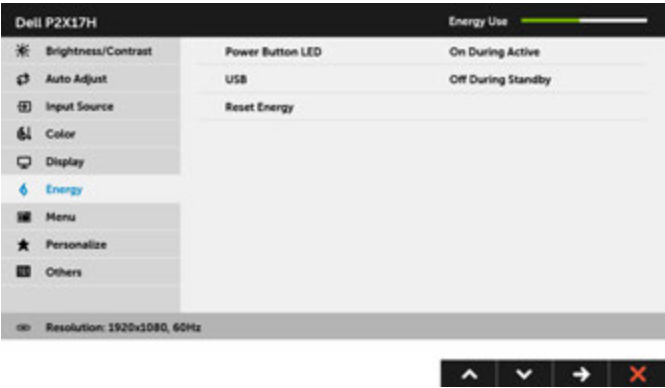 Dell P2X17H Energy Use
Brightness/Contrast Power Button LED On During Active
Auto Adjust USB Off During Standby
Input Source Reset Energy
Color
Display
Energy
Menu
Personalize
Others
Resolution: 1920x1080, 60Hz